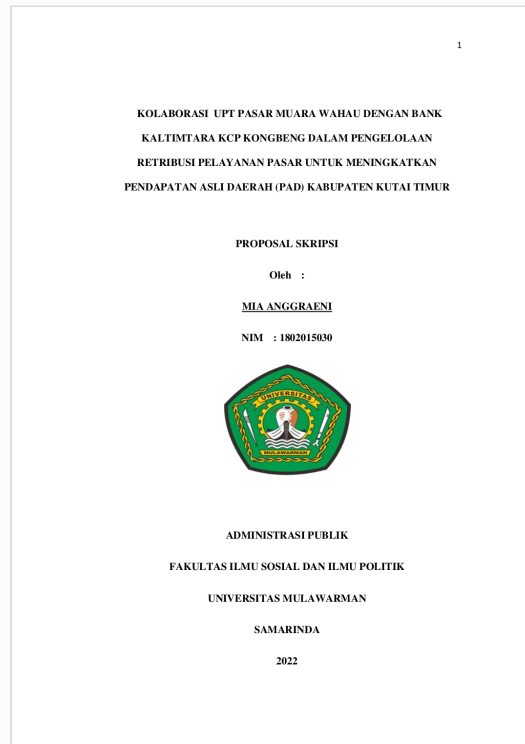 1
KOLABORASI UPT PASAR MUARA WAHAU DENGAN BANK
KALTIMTARA KCP KONGBENG DALAM PENGELOLAAN
RETRIBUSI PELAYANAN PASAR UNTUK MENINGKATKAN
PENDAPATAN ASLI DAERAH (PAD) KABUPATEN KUTAI TIMUR
PROPOSAL SKRIPSI
Oleh :
MIA ANGGRAENI
NIM : 1802015030
UNIVERSITAS
MULAWARMAN
ADMINISTRASI PUBLIK
FAKULTAS ILMU SOSIAL DAN ILMU POLITIK
UNIVERSITAS MULAWARMAN
SAMARINDA
2022